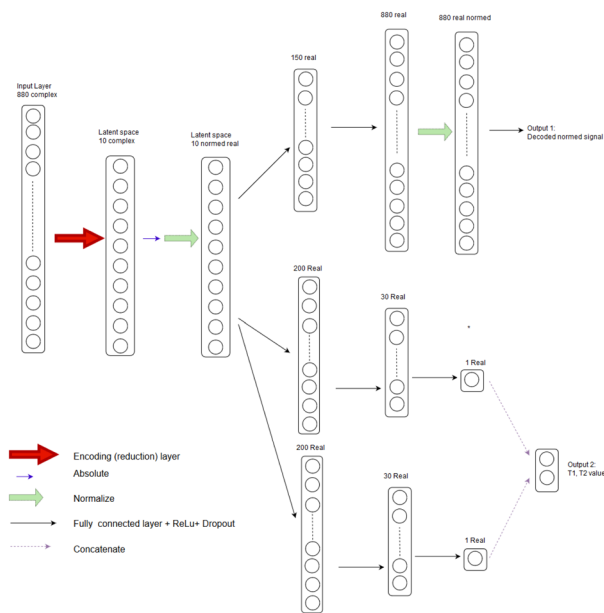 880 real
880 real normed
150 real
Input Layer
880 complex
Latent space
10 complex
Latent space
10 normed real
Output 1:
Decoded normed signal
200 Real
30 Real
1 Real
200 Real
30 Real
1 Real
Output 2:
T1, T2 value
Encoding (reduction) layer
Absolute
Normalize
Fully connected layer + ReLu+ Dropout
Concatenate